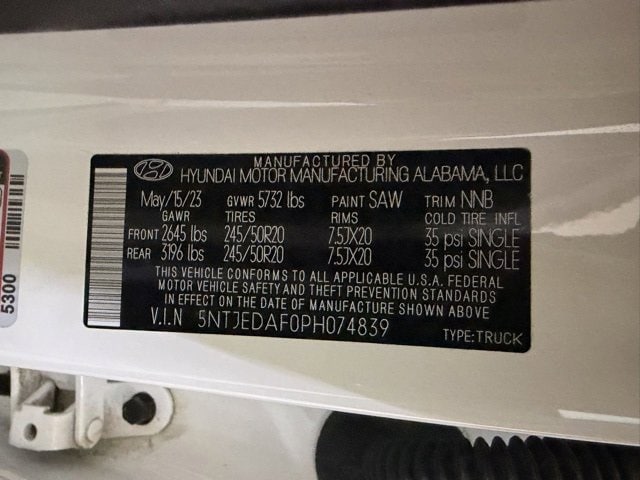 MANUFACTURED BY
HYUNDAI MOTOR MANUFACTURING ALABAMA, LLC
May/15/23 GVWR 5732 lbs PAINT SAW TRIM NNB
GAWR TIRES RIMS COLD TIRE INFL
FRONT 2645 lbs 245/50R20 7.5JX20 35 psi SINGLE
REAR 3196 lbs 245/50R20 7.5JX20 35 psi SINGLE
THIS VEHICLE CONFORMS TO ALL APPLICABLE U.S.A. FEDERAL
MOTOR VEHICLE SAFETY AND THEFT PREVENTION STANDARDS
IN EFFECT ON THE DATE OF MANUFACTURE SHOWN ABOVE
V.I.N 5NTJEDAF0PH074839 TYPE:TRUCK
5300